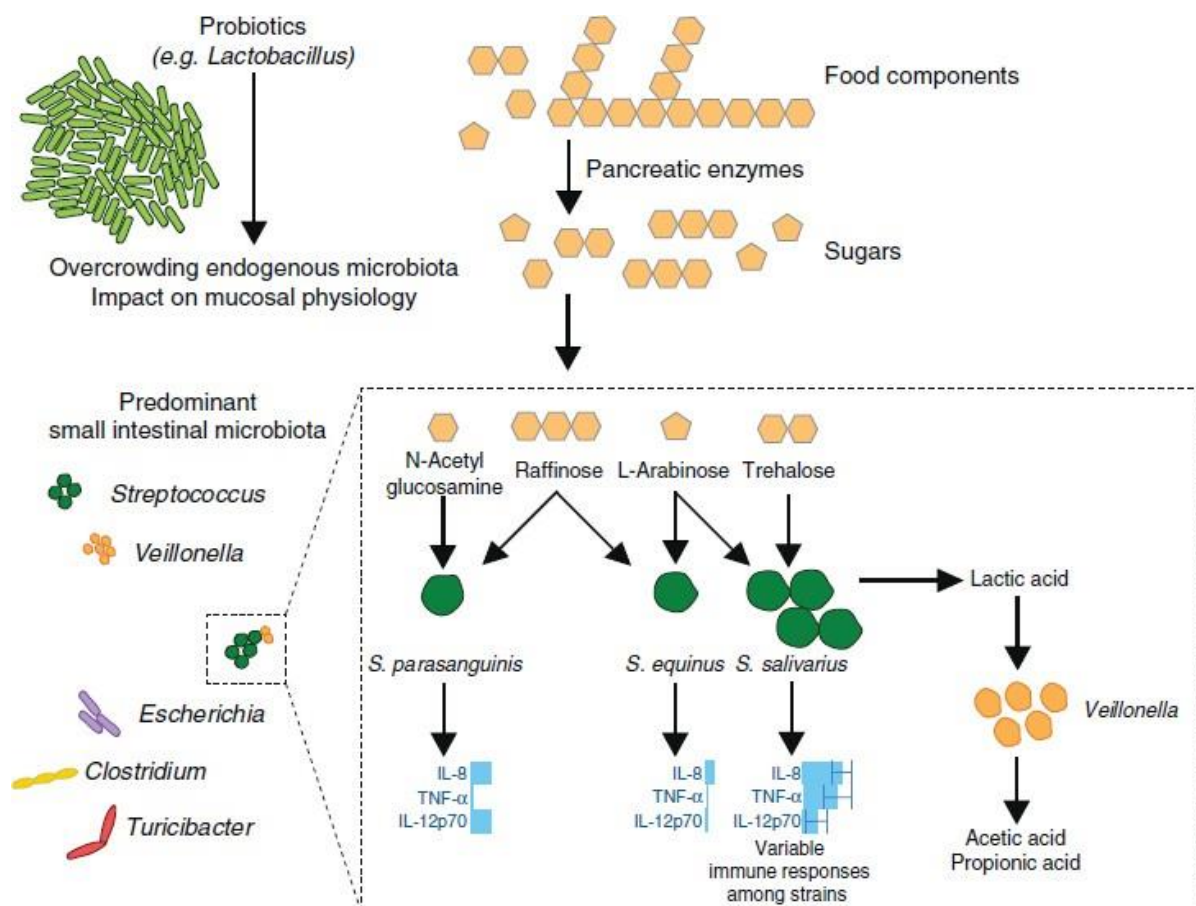 Probiotics
(e.g. Lactobacillus)
Overcrowding endogenous microbiota
Impact on mucosal physiology
Food components
Pancreatic enzymes
Sugars
Predominant
small intestinal microbiota
Streptococcus
Veillonella
Escherichia
Clostridium
Turicibacter
N-Acetyl
glucosamine
Raffinose
L-Arabinose
Trehalose
S. parasanguinis
S. equinus
S. salivarius
Lactic acid
Veillonella
Acetic acid
Propionic acid
IL-8
TNF-α
IL-12p70
IL-8
TNF-α
IL-12p70
IL-8
TNF-α
IL-12p70
Variable
immune responses
among strains